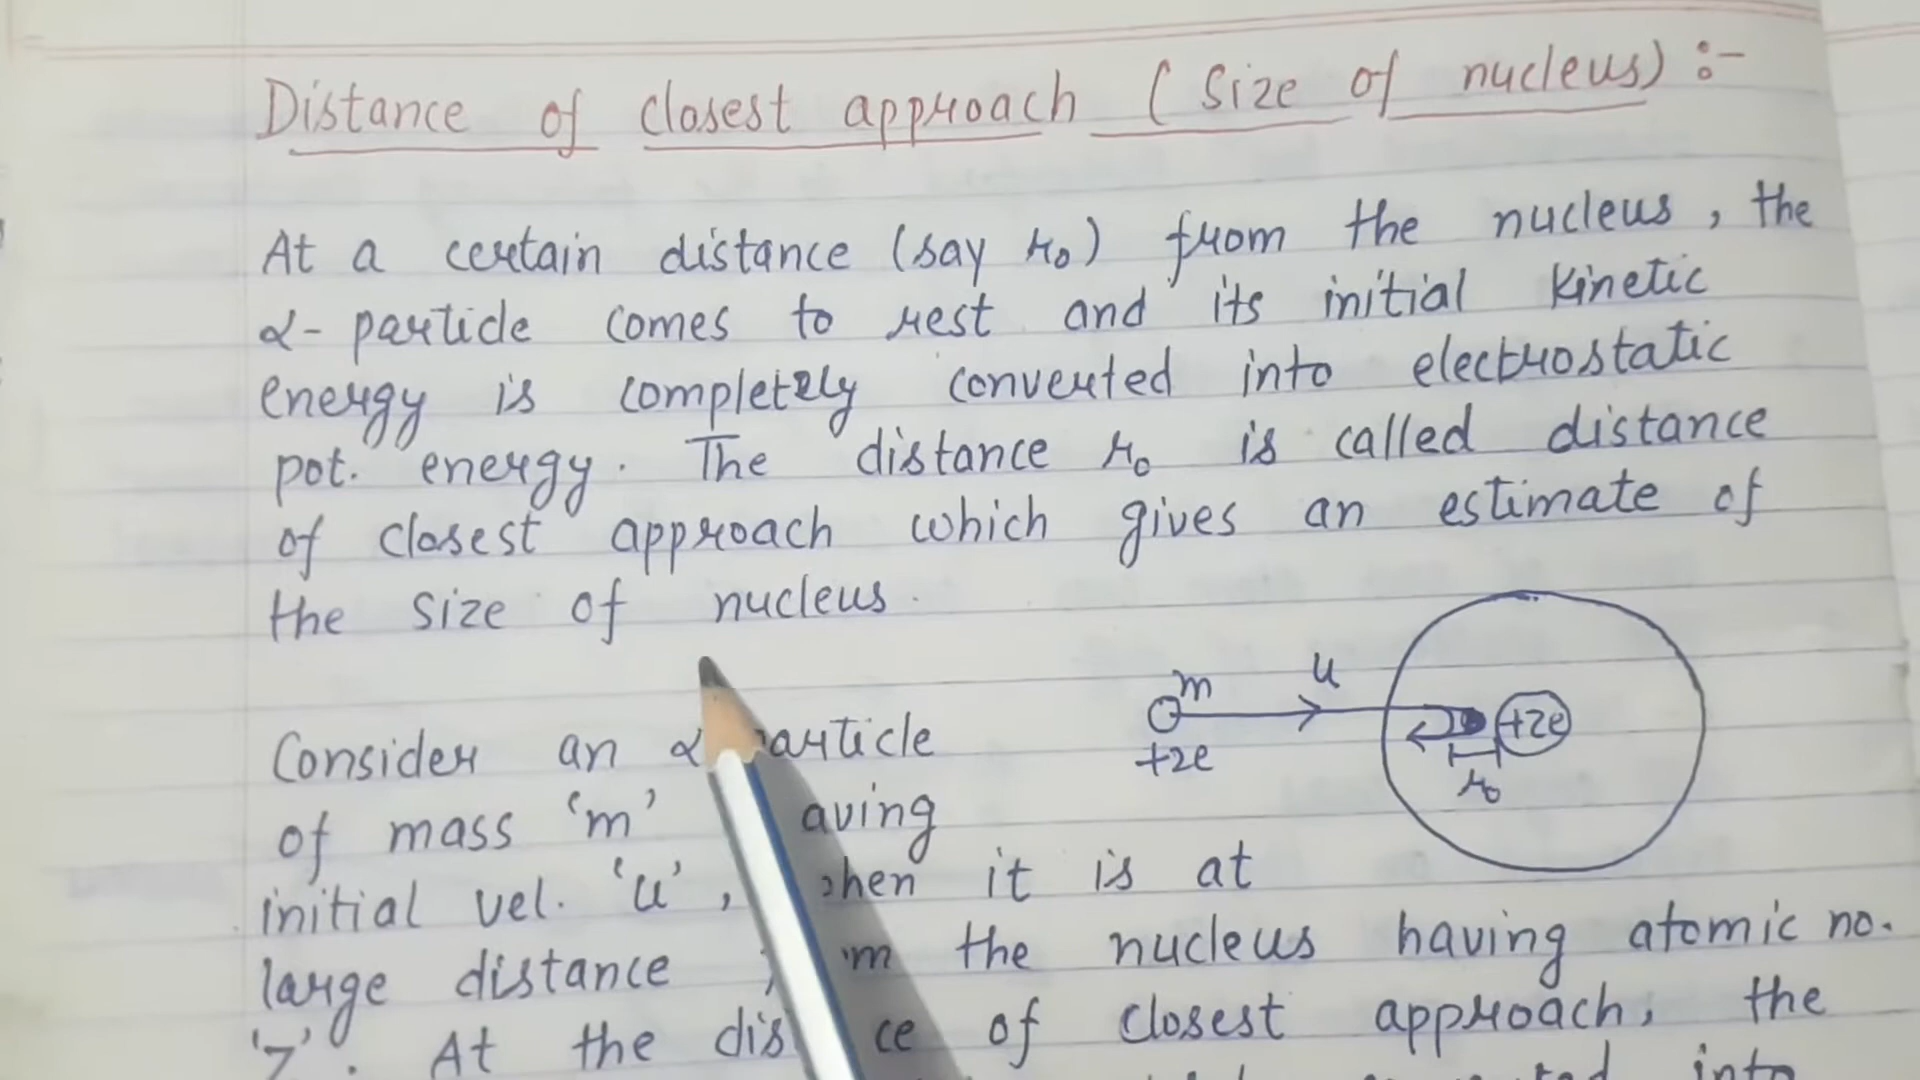 Distance of closest approach (Size of nucleus) :-
At a certain distance (say r₀) from the nucleus, the
α-particle comes to rest and its initial Kinetic
energy is completely converted into electrostatic
pot. energy. The distance r₀ is called distance
of closest approach which gives an estimate of
the size of nucleus.
m
u
+2e
+Ze
r₀
Consider an α
of mass 'm'
initial vel. 'u', it is at
large distance the nucleus having atomic no.
'Z'. At the of closest approach, the
into